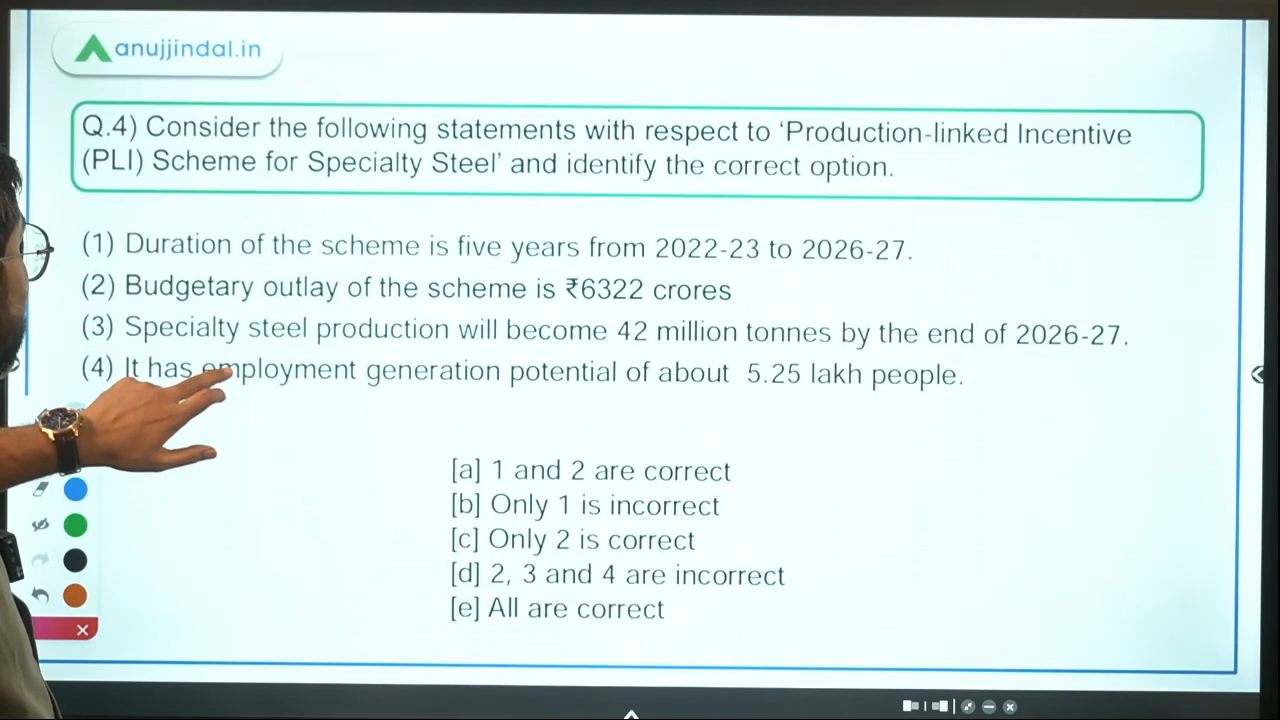 anujjindal.in
Q.4) Consider the following statements with respect to ‘Production-linked Incentive
(PLI) Scheme for Specialty Steel’ and identify the correct option.
(1) Duration of the scheme is five years from 2022-23 to 2026-27.
(2) Budgetary outlay of the scheme is ₹6322 crores
(3) Specialty steel production will become 42 million tonnes by the end of 2026-27.
(4) It has employment generation potential of about 5.25 lakh people.
[a] 1 and 2 are correct
[b] Only 1 is incorrect
[c] Only 2 is correct
[d] 2, 3 and 4 are incorrect
[e] All are correct